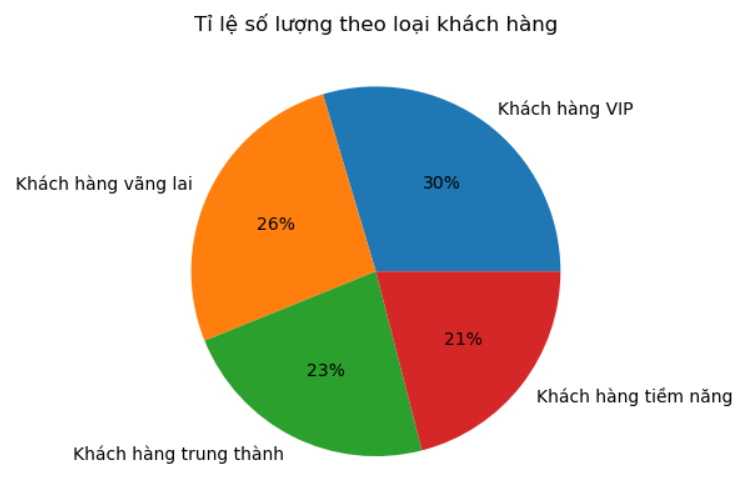 Tỉ lệ số lượng theo loại khách hàng
Khách hàng VIP
30%
Khách hàng vãng lai
26%
23%
Khách hàng trung thành
21%
Khách hàng tiềm năng